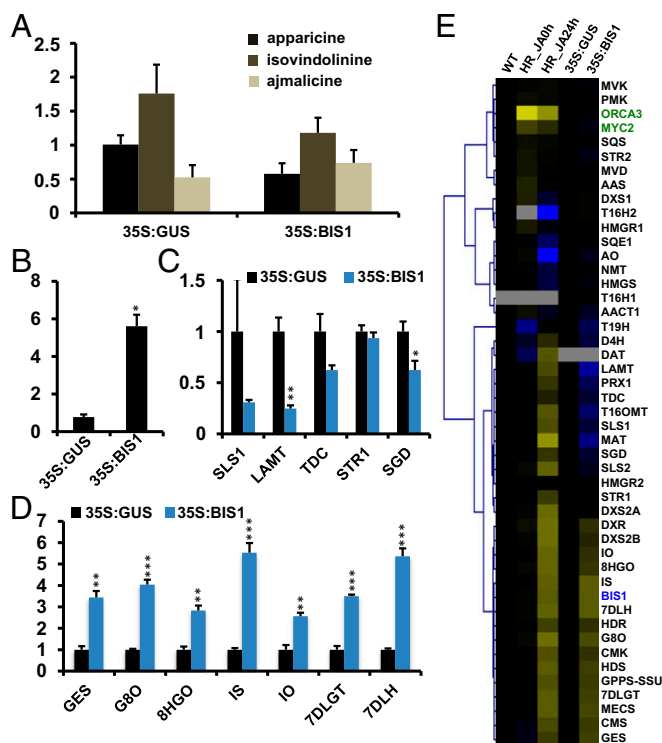 A
2.5
2
1.5
1
0.5
0
apparicine
isovindolinine
ajmalicine
35S:GUS
35S:BIS1
B
8
6
4
2
0
*
35S:GUS
35S:BIS1
C
35S:GUS 35S:BIS1
1.5
1
0.5
0
**
*
SLS1
LAMT
TDC
STR1
SGD
D
35S:GUS 35S:BIS1
7
6
5
4
3
2
1
0
**
***
**
***
**
***
***
GES
G8O
8HGO
IS
IO
7DLGT
7DLH
E
WT
HR_JA0h
HR_JA24h
35S:GUS
35S:BIS1
MVK
PMK
ORCA3
MYC2
SQS
STR2
MVD
AAS
DXS1
T16H2
HMGR1
SQE1
AO
NMT
HMGS
T16H1
AACT1
T19H
D4H
DAT
LAMT
PRX1
TDC
T16OMT
SLS1
MAT
SGD
SLS2
HMGR2
STR1
DXS2A
DXR
DXS2B
IO
8HGO
IS
BIS1
7DLH
HDR
G8O
CMK
HDS
GPPS-SSU
7DLGT
MECS
CMS
GES